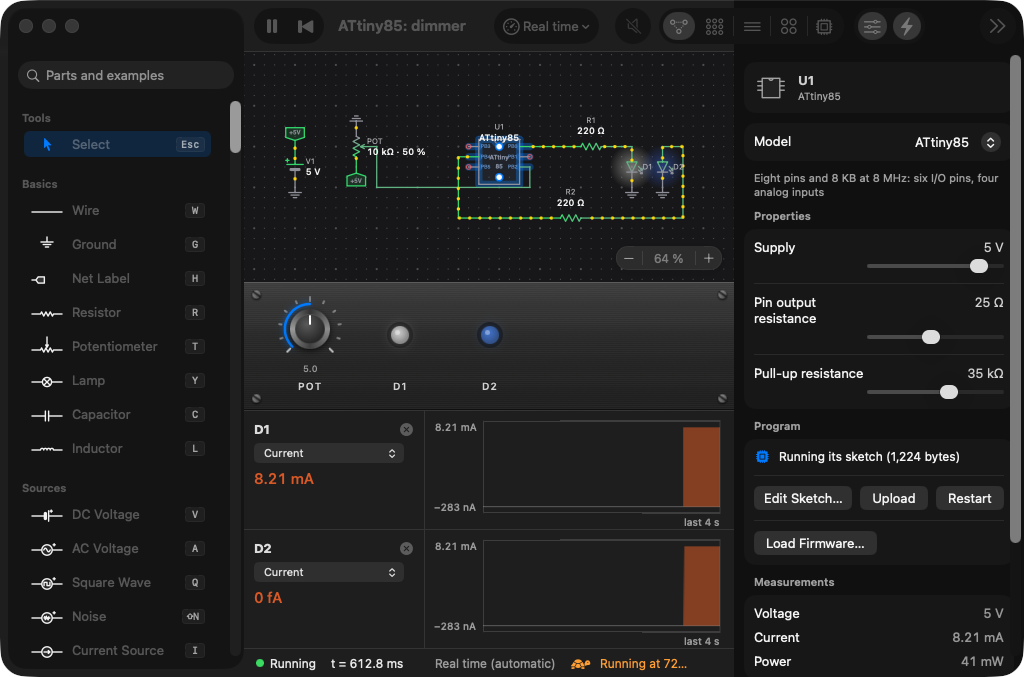 ATtiny85: dimmer
Real time
Parts and examples
Tools
Select
Esc
Basics
Wire
W
Ground
G
Net Label
H
Resistor
R
Potentiometer
T
Lamp
Y
Capacitor
C
Inductor
L
Sources
DC Voltage
V
AC Voltage
A
Square Wave
Q
Noise
⇧N
Current Source
I
+5V
V1
5 V
POT
10 kΩ · 50 %
+5V
U1
ATtiny85
ATtiny
85
R1
220 Ω
D1
D2
R2
220 Ω
− 64 % +
5.0
POT
D1
D2
D1
Current
8.21 mA
8.21 mA
−283 nA
last 4 s
D2
Current
0 fA
8.21 mA
−283 nA
last 4 s
Running
t = 612.8 ms
Real time (automatic)
Running at 72…
U1
ATtiny85
Model
ATtiny85
Eight pins and 8 KB at 8 MHz: six I/O pins, four
analog inputs
Properties
Supply
5 V
Pin output
resistance
25 Ω
Pull-up resistance
35 kΩ
Program
Running its sketch (1,224 bytes)
Edit Sketch…
Upload
Restart
Load Firmware…
Measurements
Voltage
5 V
Current
8.21 mA
Power
41 mW